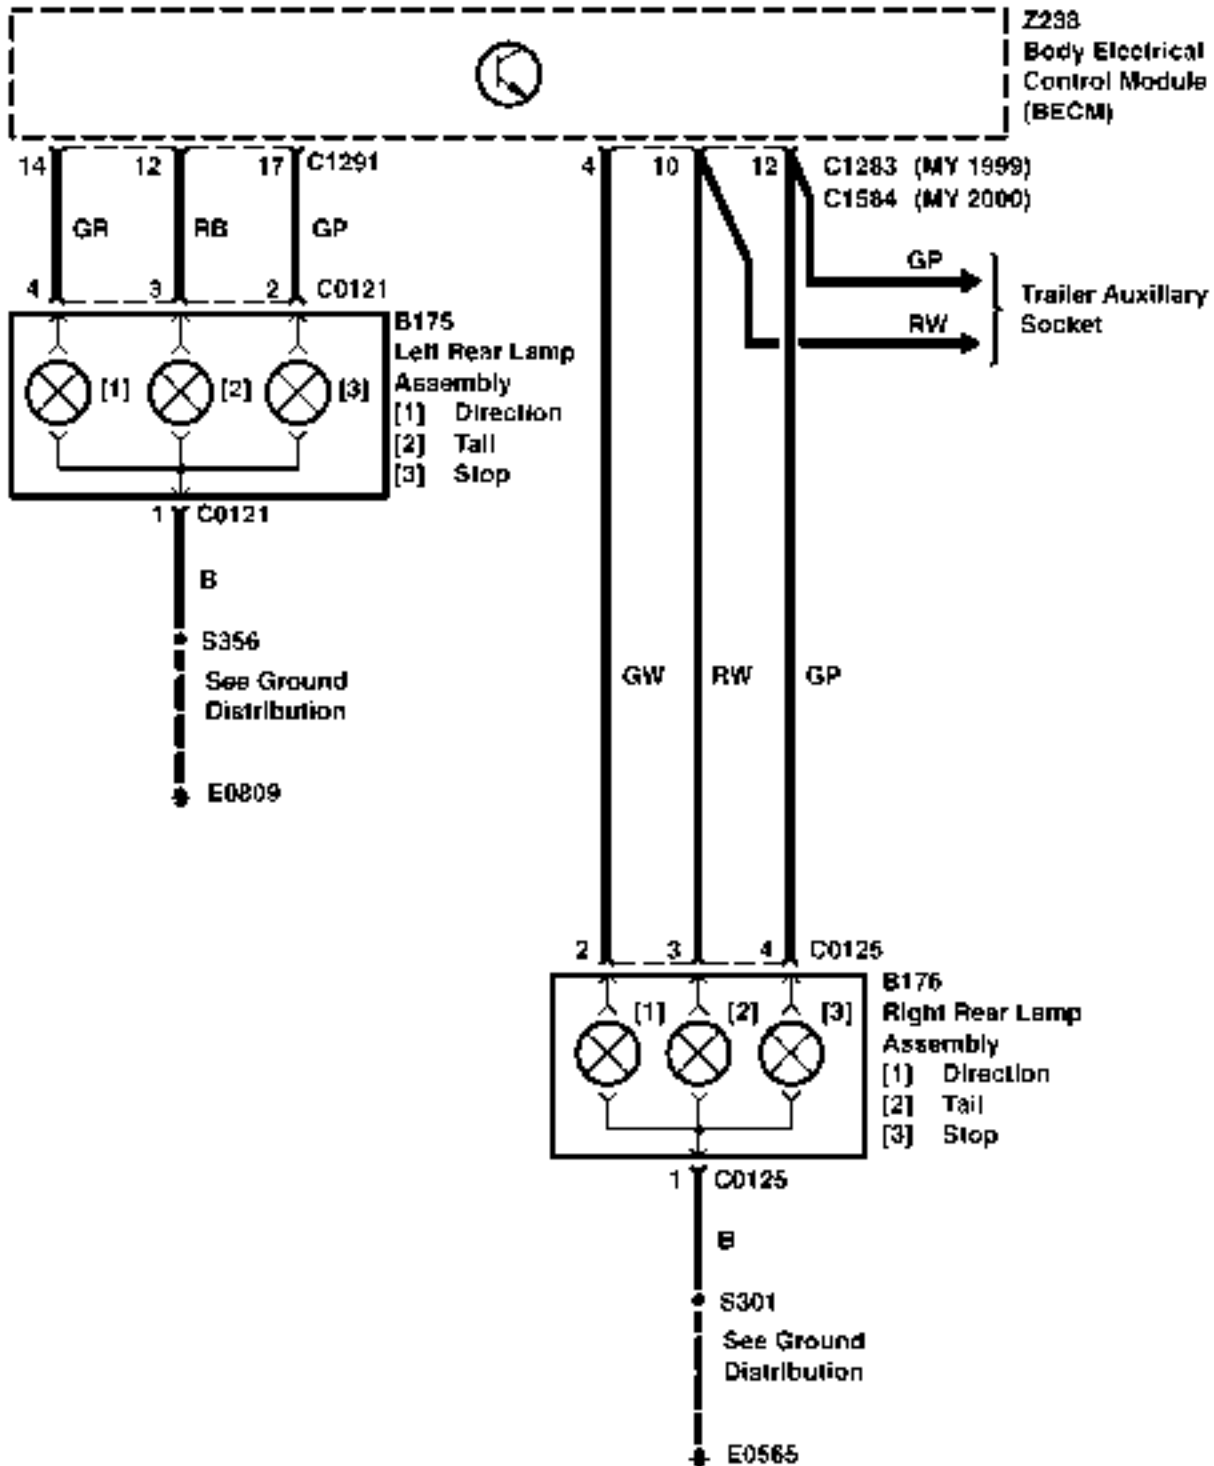 Z238
Body Electrical
Control Module
(BECM)
14 12 17 C1291
4 10 12 C1283 (MY 1999)
C1584 (MY 2000)
GR RB GP
GP
RW
Trailer Auxillary
Socket
4 3 2 C0121
B175
Left Rear Lamp
Assembly
[1] Direction
[2] Tail
[3] Stop
[1] [2] [3]
1 C0121
B
S356
See Ground
Distribution
E0809
GW RW GP
2 3 4 C0125
B176
Right Rear Lamp
Assembly
[1] Direction
[2] Tail
[3] Stop
[1] [2] [3]
1 C0125
B
S301
See Ground
Distribution
E0565